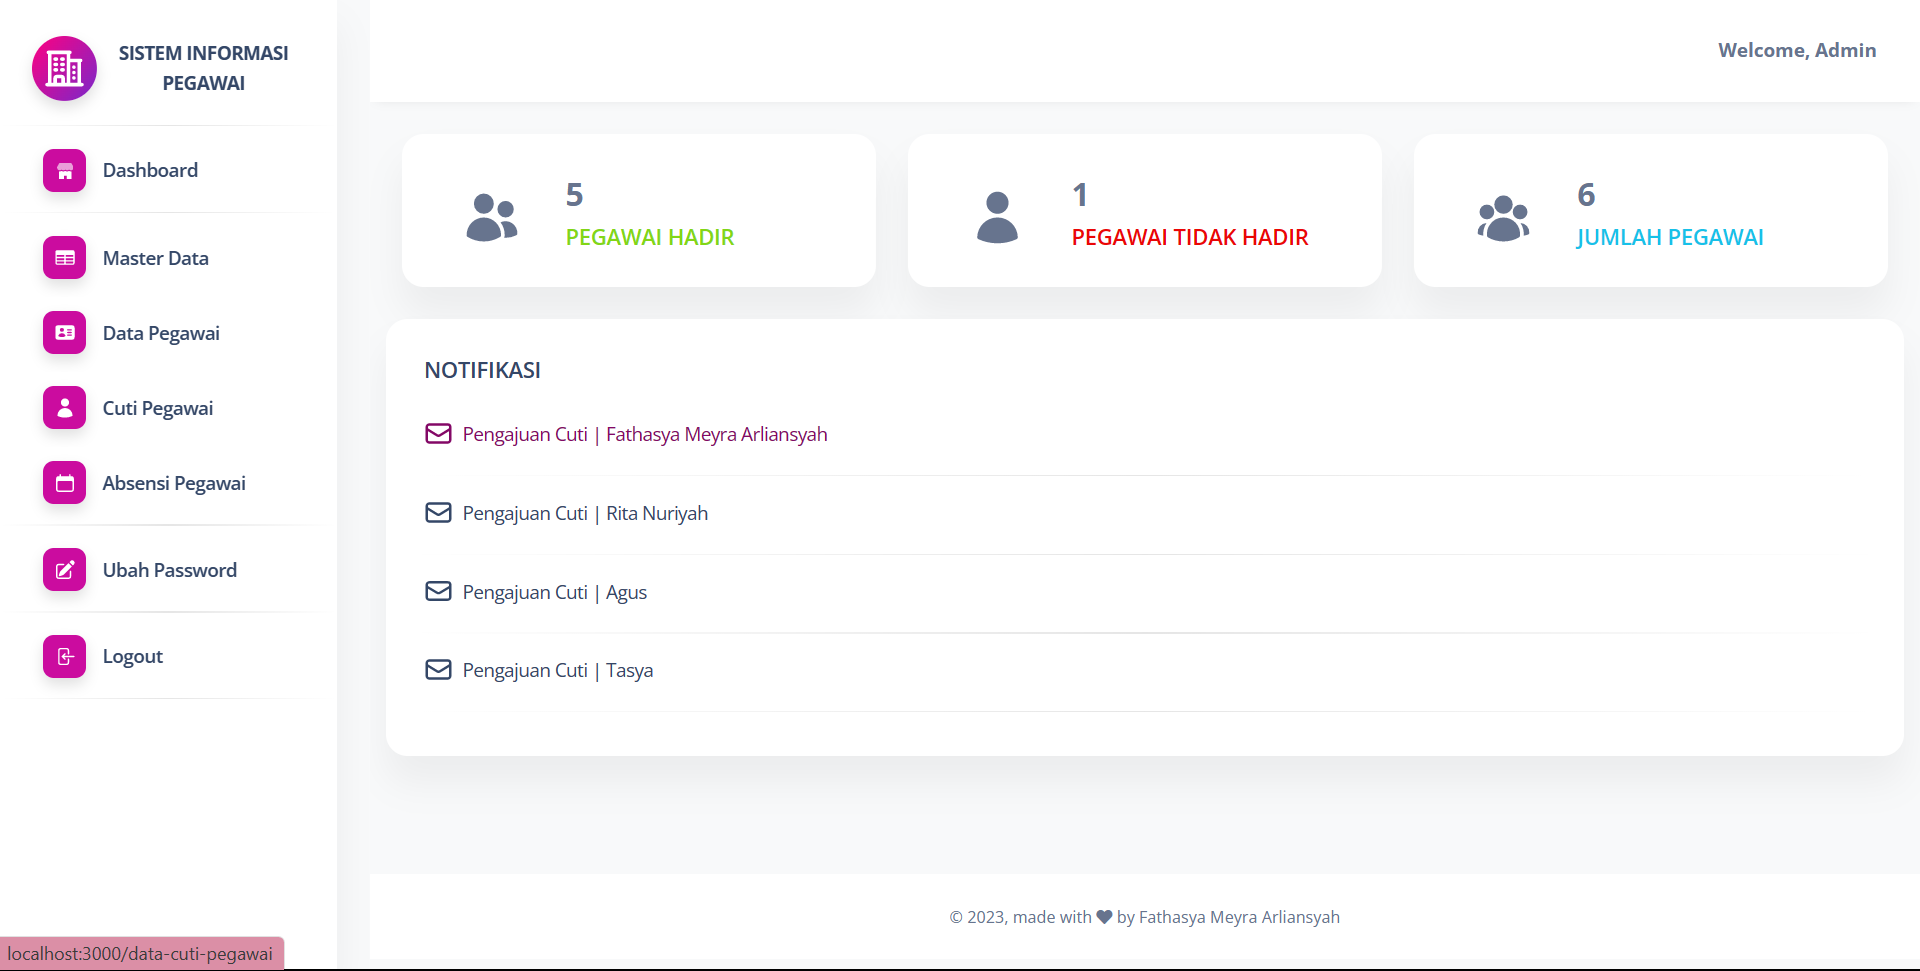 SISTEM INFORMASI
PEGAWAI
Dashboard
Master Data
Data Pegawai
Cuti Pegawai
Absensi Pegawai
Ubah Password
Logout
Welcome, Admin
5
PEGAWAI HADIR
1
PEGAWAI TIDAK HADIR
6
JUMLAH PEGAWAI
NOTIFIKASI
Pengajuan Cuti | Fathasya Meyra Arliansyah
Pengajuan Cuti | Rita Nuriyah
Pengajuan Cuti | Agus
Pengajuan Cuti | Tasya
© 2023, made with ♥ by Fathasya Meyra Arliansyah
localhost:3000/data-cuti-pegawai